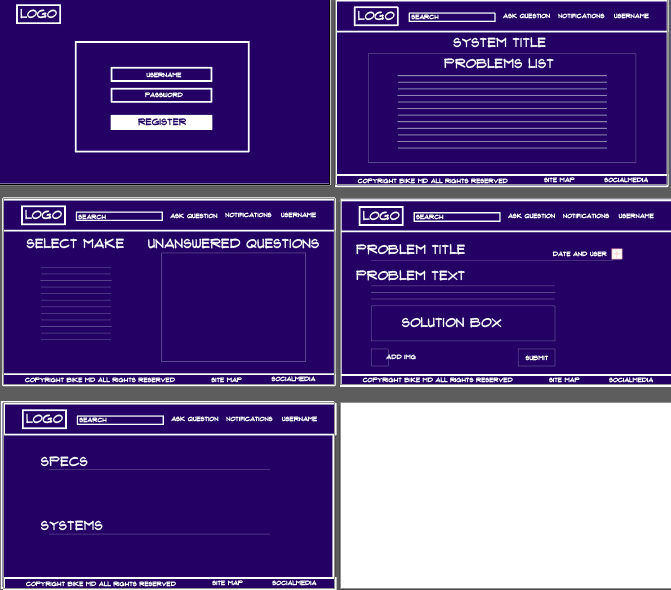 LOGO
USERNAME
PASSWORD
REGISTER
LOGO SEARCH ASK QUESTION NOTIFICATIONS USERNAME
SYSTEM TITLE
PROBLEMS LIST
COPYRIGHT BIKE MD ALL RIGHTS RESERVED SITE MAP SOCIALMEDIA
LOGO SEARCH ASK QUESTION NOTIFICATIONS USERNAME
SELECT MAKE UNANSWERED QUESTIONS
COPYRIGHT BIKE MD ALL RIGHTS RESERVED SITE MAP SOCIALMEDIA
LOGO SEARCH ASK QUESTION NOTIFICATIONS USERNAME
PROBLEM TITLE
DATE AND USER
PROBLEM TEXT
SOLUTION BOX
ADD IMG SUBMIT
COPYRIGHT BIKE MD ALL RIGHTS RESERVED SITE MAP SOCIALMEDIA
LOGO SEARCH ASK QUESTION NOTIFICATIONS USERNAME
SPECS
SYSTEMS
COPYRIGHT BIKE MD ALL RIGHTS RESERVED SITE MAP SOCIALMEDIA